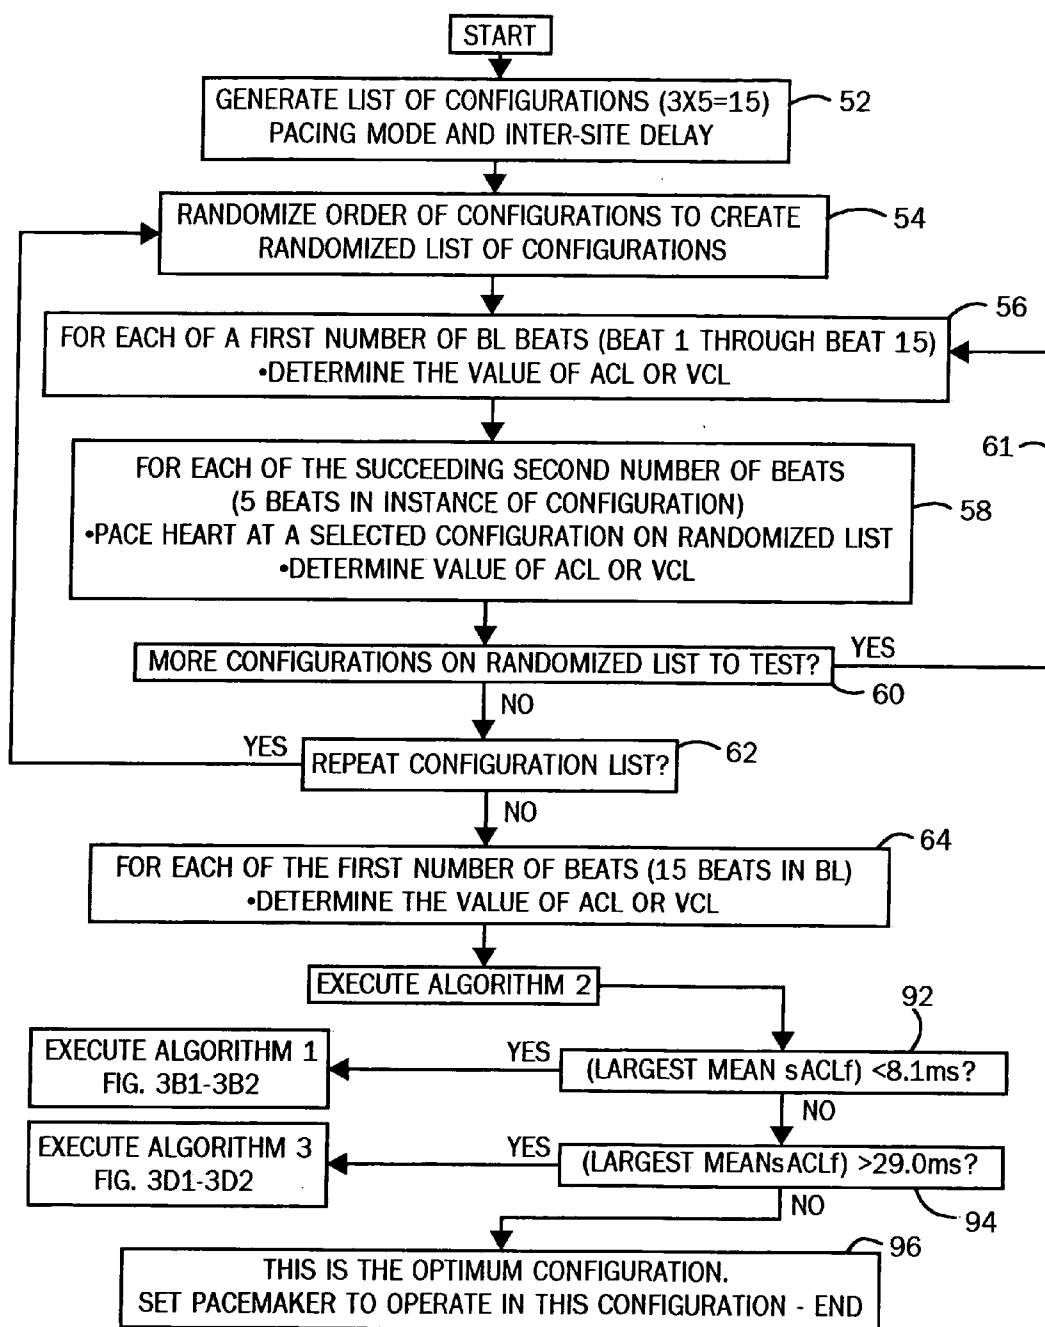 START
GENERATE LIST OF CONFIGURATIONS (3X5=15)
PACING MODE AND INTER-SITE DELAY
52
RANDOMIZE ORDER OF CONFIGURATIONS TO CREATE
RANDOMIZED LIST OF CONFIGURATIONS
54
56
FOR EACH OF A FIRST NUMBER OF BL BEATS (BEAT 1 THROUGH BEAT 15)
•DETERMINE THE VALUE OF ACL OR VCL
61
FOR EACH OF THE SUCCEEDING SECOND NUMBER OF BEATS
(5 BEATS IN INSTANCE OF CONFIGURATION)
•PACE HEART AT A SELECTED CONFIGURATION ON RANDOMIZED LIST
•DETERMINE VALUE OF ACL OR VCL
58
MORE CONFIGURATIONS ON RANDOMIZED LIST TO TEST?
YES
60
NO
YES
REPEAT CONFIGURATION LIST?
62
NO
64
FOR EACH OF THE FIRST NUMBER OF BEATS (15 BEATS IN BL)
•DETERMINE THE VALUE OF ACL OR VCL
EXECUTE ALGORITHM 2
92
EXECUTE ALGORITHM 1
FIG. 3B1-3B2
YES
(LARGEST MEAN sACLf) <8.1ms?
NO
EXECUTE ALGORITHM 3
FIG. 3D1-3D2
YES
(LARGEST MEANsACLf) >29.0ms?
NO
94
96
THIS IS THE OPTIMUM CONFIGURATION.
SET PACEMAKER TO OPERATE IN THIS CONFIGURATION - END